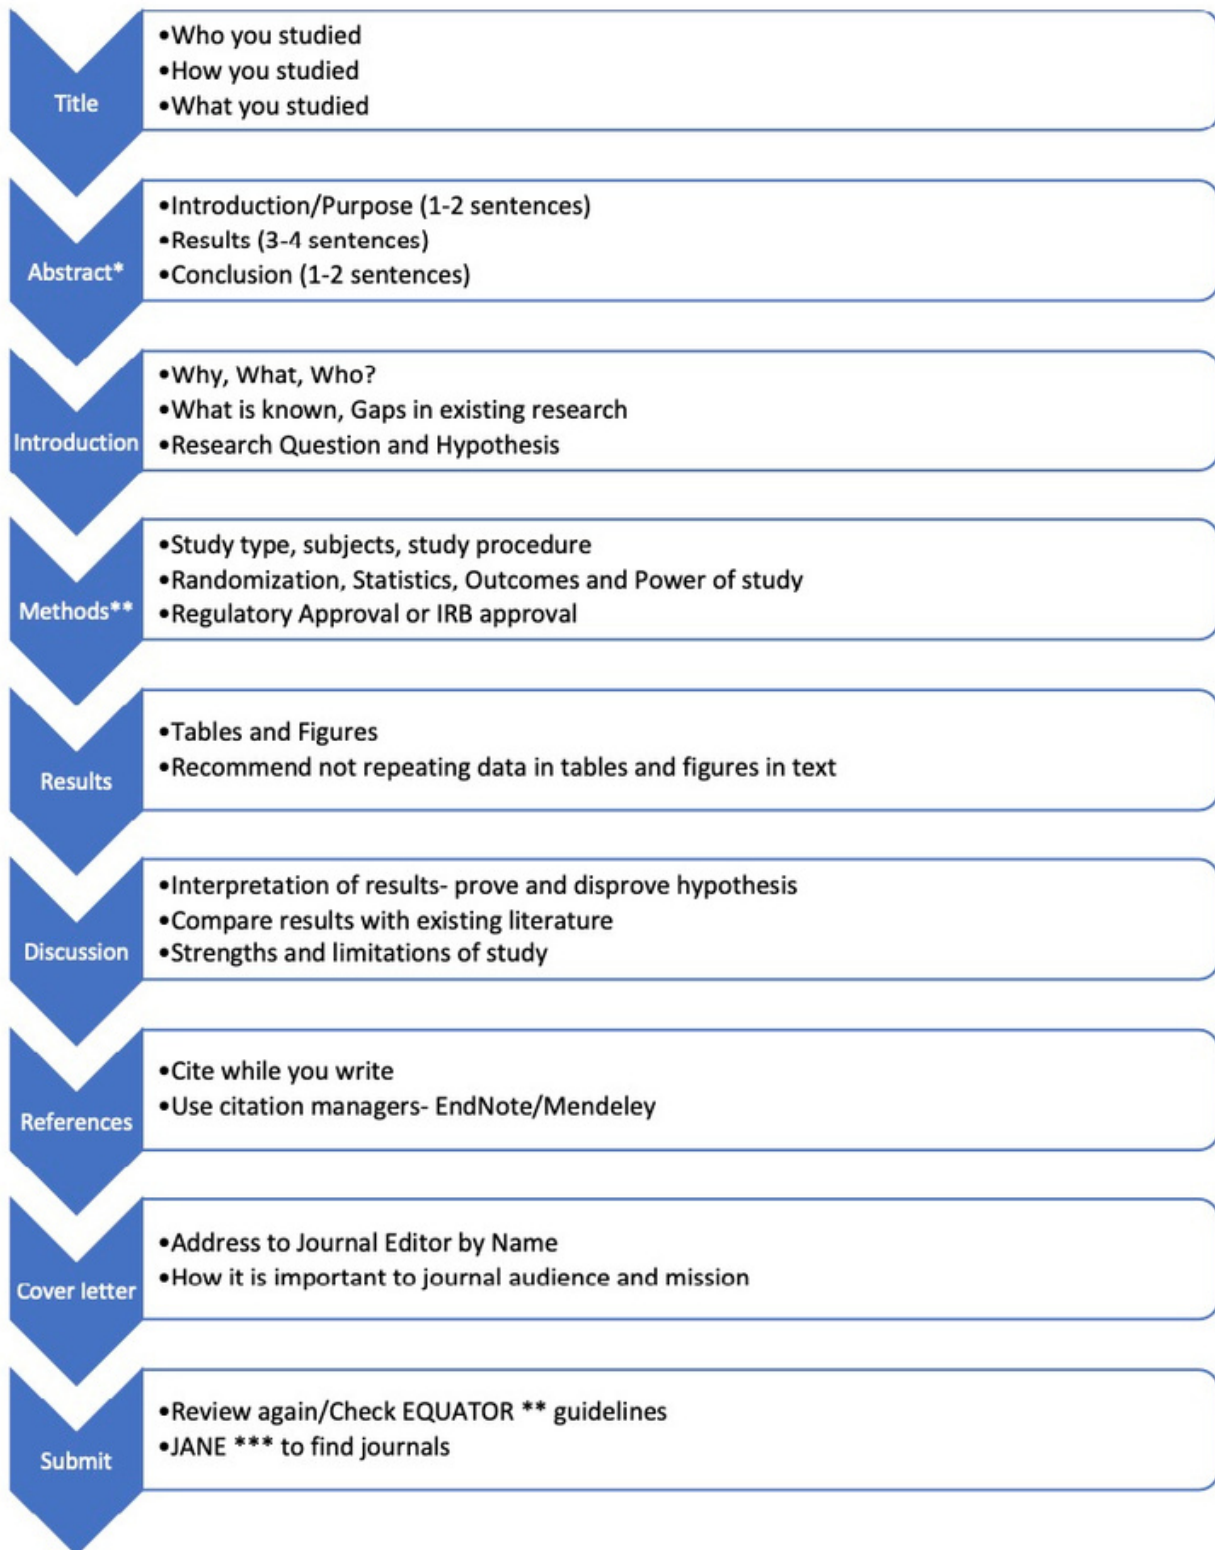 Title
•Who you studied
•How you studied
•What you studied
Abstract*
•Introduction/Purpose (1-2 sentences)
•Results (3-4 sentences)
•Conclusion (1-2 sentences)
Introduction
•Why, What, Who?
•What is known, Gaps in existing research
•Research Question and Hypothesis
Methods**
•Study type, subjects, study procedure
•Randomization, Statistics, Outcomes and Power of study
•Regulatory Approval or IRB approval
Results
•Tables and Figures
•Recommend not repeating data in tables and figures in text
Discussion
•Interpretation of results- prove and disprove hypothesis
•Compare results with existing literature
•Strengths and limitations of study
References
•Cite while you write
•Use citation managers- EndNote/Mendeley
Cover letter
•Address to Journal Editor by Name
•How it is important to journal audience and mission
Submit
•Review again/Check EQUATOR ** guidelines
•JANE *** to find journals